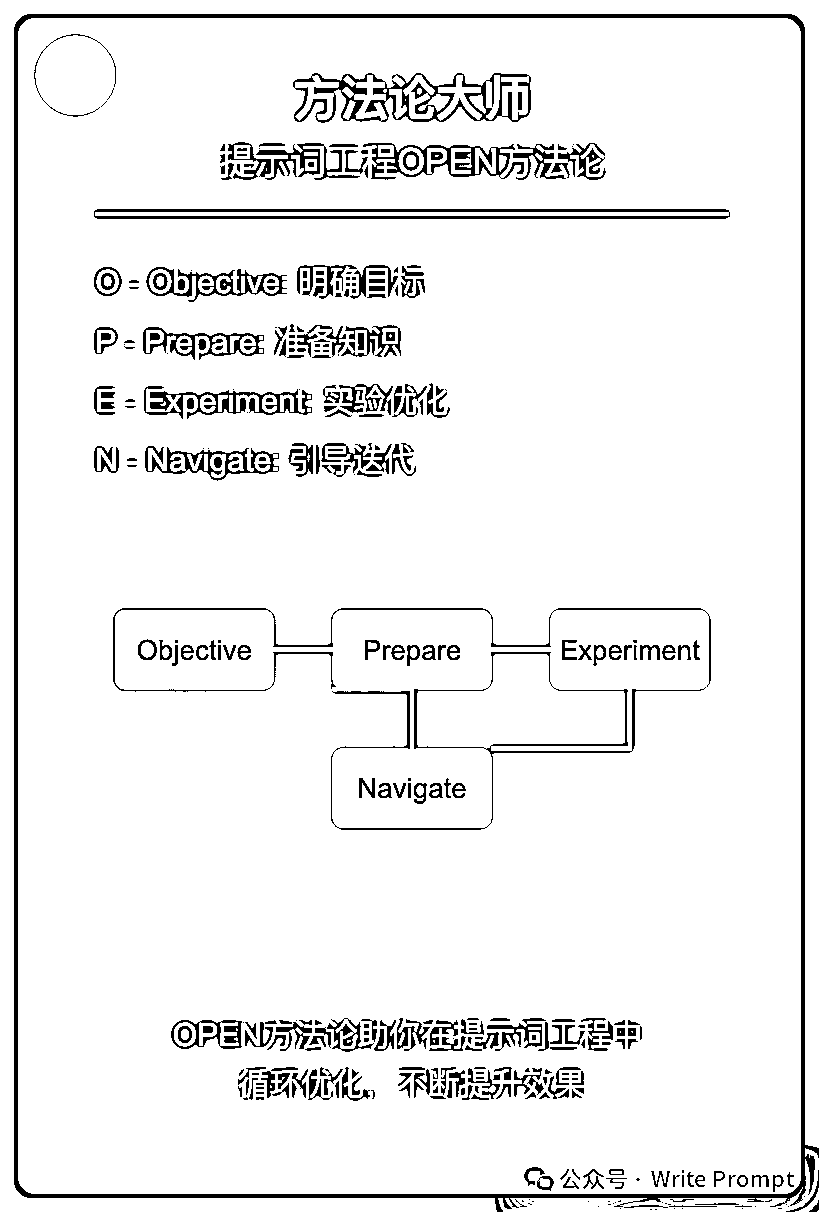 方法论大师
提示词工程OPEN方法论
O = Objective: 明确目标
P = Prepare: 准备知识
E = Experiment: 实验优化
N = Navigate: 引导迭代
Objective
Prepare
Experiment
Navigate
OPEN方法论助你在提示词工程中
循环优化，不断提升效果
公众号 · Write Prompt